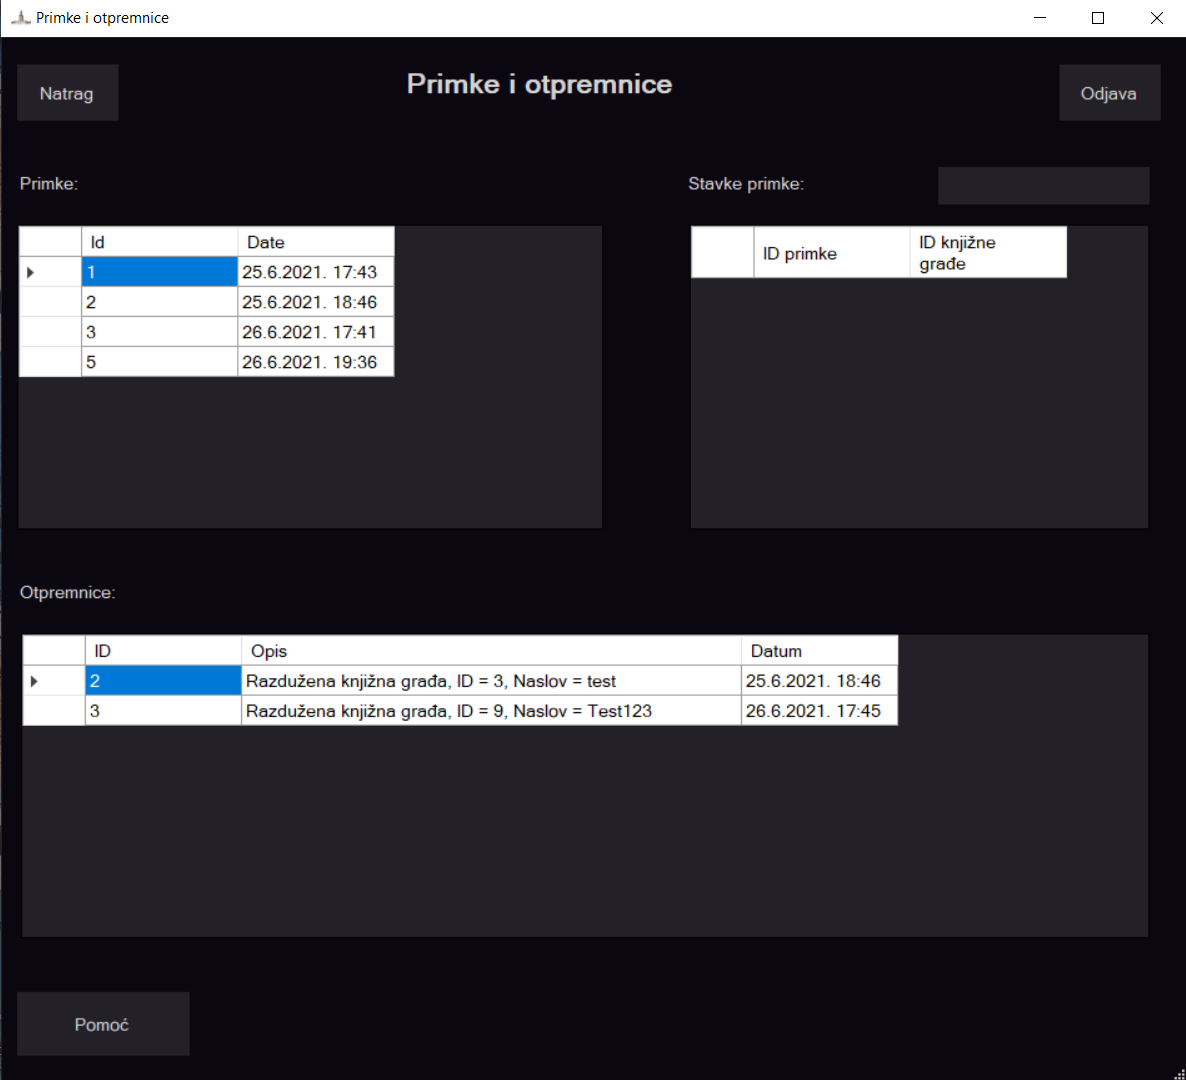 Primke i otpremnice
Natrag
Primke i otpremnice
Odjava
Primke:
Stavke primke:
Id Date
1 25.6.2021. 17:43
2 25.6.2021. 18:46
3 26.6.2021. 17:41
5 26.6.2021. 19:36
ID primke
ID knjižne
građe
Otpremnice:
ID Opis Datum
2 Razdužena knjižna građa, ID = 3, Naslov = test 25.6.2021. 18:46
3 Razdužena knjižna građa, ID = 9, Naslov = Test123 26.6.2021. 17:45
Pomoć